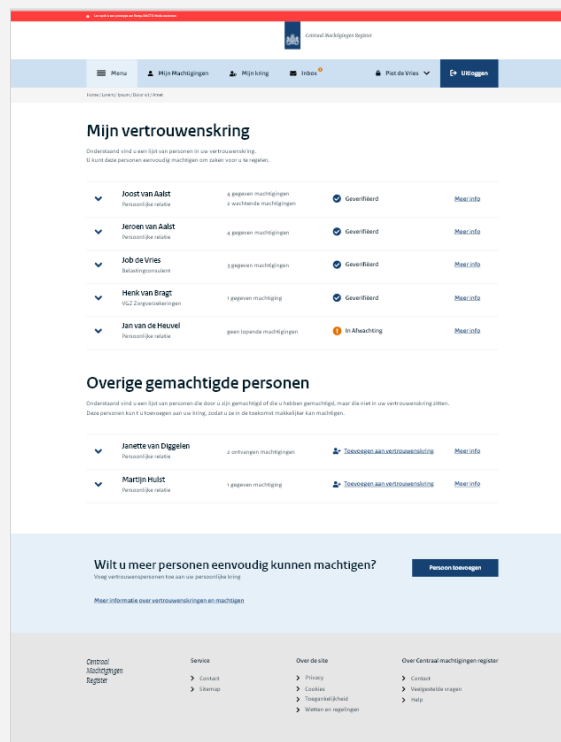 Centraal Machtigingen Register
Menu
Mijn Machtigingen
Mijn kring
Inbox
Piet de Vries
Uitloggen
Mijn vertrouwenskring
Onderstaand vind u een lijst van personen in uw vertrouwenskring.
U kunt deze personen eenvoudig machtigen om zaken voor u te regelen.
Joost van Aalst
Persoonlijke relatie
4 gegeven machtigingen
2 wachtende machtigingen
Geverifiëerd
Meer info
Jeroen van Aalst
Persoonlijke relatie
4 gegeven machtigingen
Geverifiëerd
Meer info
Job de Vries
Belastingconsulent
3 gegeven machtigingen
Geverifiëerd
Meer info
Henk van Bragt
VGZ Zorgverzekeringen
1 gegeven machtiging
Geverifiëerd
Meer info
Jan van de Heuvel
Persoonlijke relatie
geen lopende machtigingen
In Afwachting
Meer info
Overige gemachtigde personen
Onderstaand vind u een lijst van personen die door u zijn gemachtigd of die u hebben gemachtigd, maar die niet in uw vertrouwenskring zitten.
Deze personen kun t u toevoegen aan uw kring, zodat u ze in de toekomst makkelijker kan machtigen.
Janette van Diggelen
Persoonlijke relatie
2 ontvangen machtigingen
Toevoegen aan vertrouwenskring
Meer info
Martijn Hulst
Persoonlijke relatie
1 gegeven machtiging
Toevoegen aan vertrouwenskring
Meer info
Wilt u meer personen eenvoudig kunnen machtigen?
Voeg vertrouwenspersonen toe aan uw persoonlijke kring
Persoon toevoegen
Meer informatie over vertrouwenskringen en machtigen
Centraal
Machtigingen
Register
Service
Contact
Sitemap
Over de site
Privacy
Cookies
Toegankelijkheid
Wetten en regelingen
Over Centraal machtigingen register
Contact
Veelgestelde vragen
Help